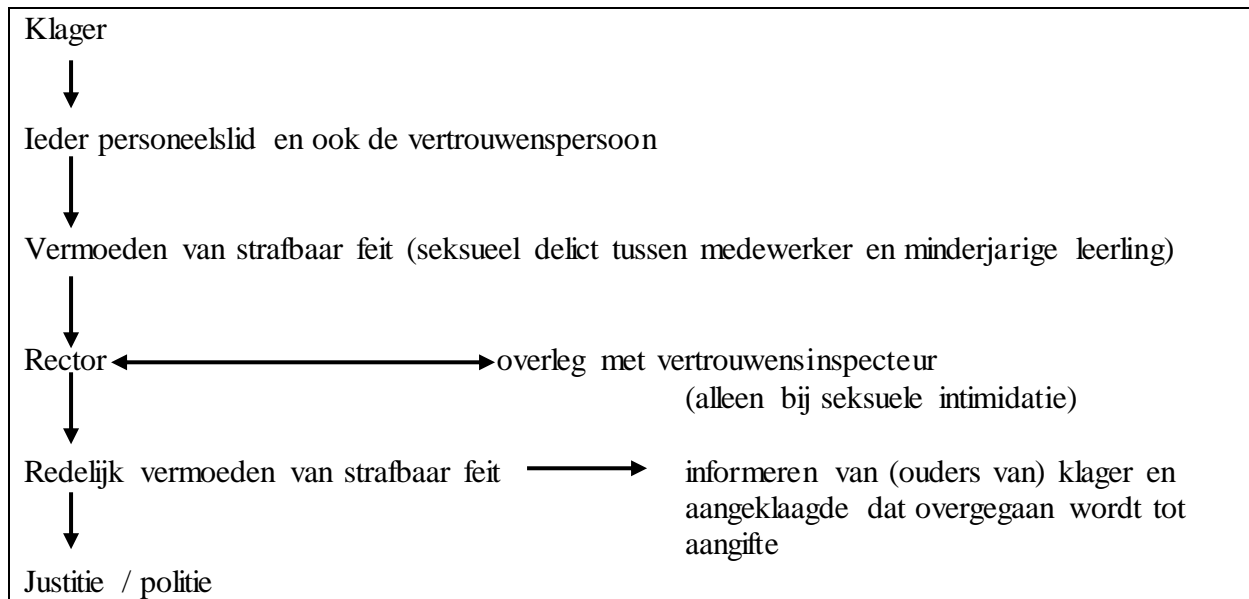 Klager
Ieder personeelslid en ook de vertrouwenspersoon
Vermoeden van strafbaar feit (seksueel delict tussen medewerker en minderjarige leerling)
Rector overleg met vertrouwensinspecteur
(alleen bij seksuele intimidatie)
Redelijk vermoeden van strafbaar feit informeren van (ouders van) klager en
aangeklaagde dat overgegaan wordt tot
aangifte
Justitie / politie